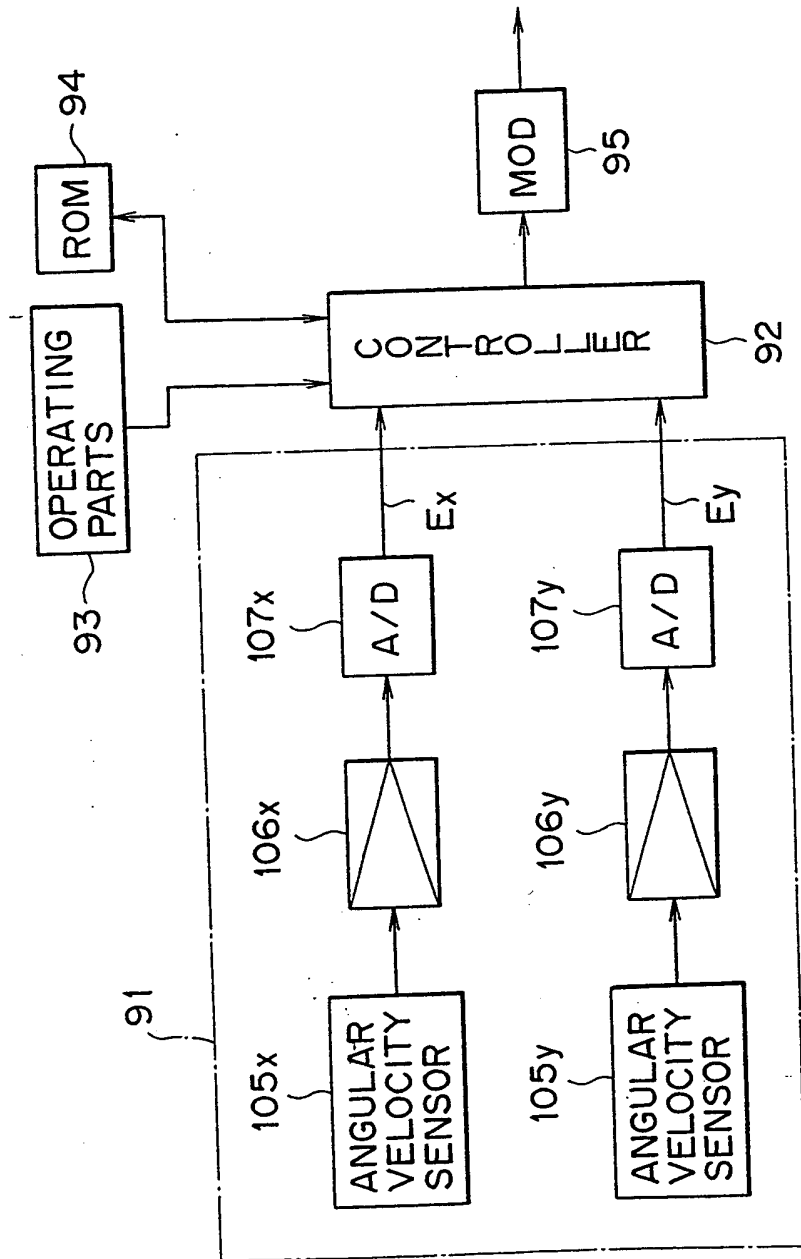 93
OPERATING
PARTS
ROM
94
91
105x
ANGULAR
VELOCITY
SENSOR
106x
107x
A/D
Ex
CONTROLLER
92
MOD
95
105y
ANGULAR
VELOCITY
SENSOR
106y
107y
A/D
Ey